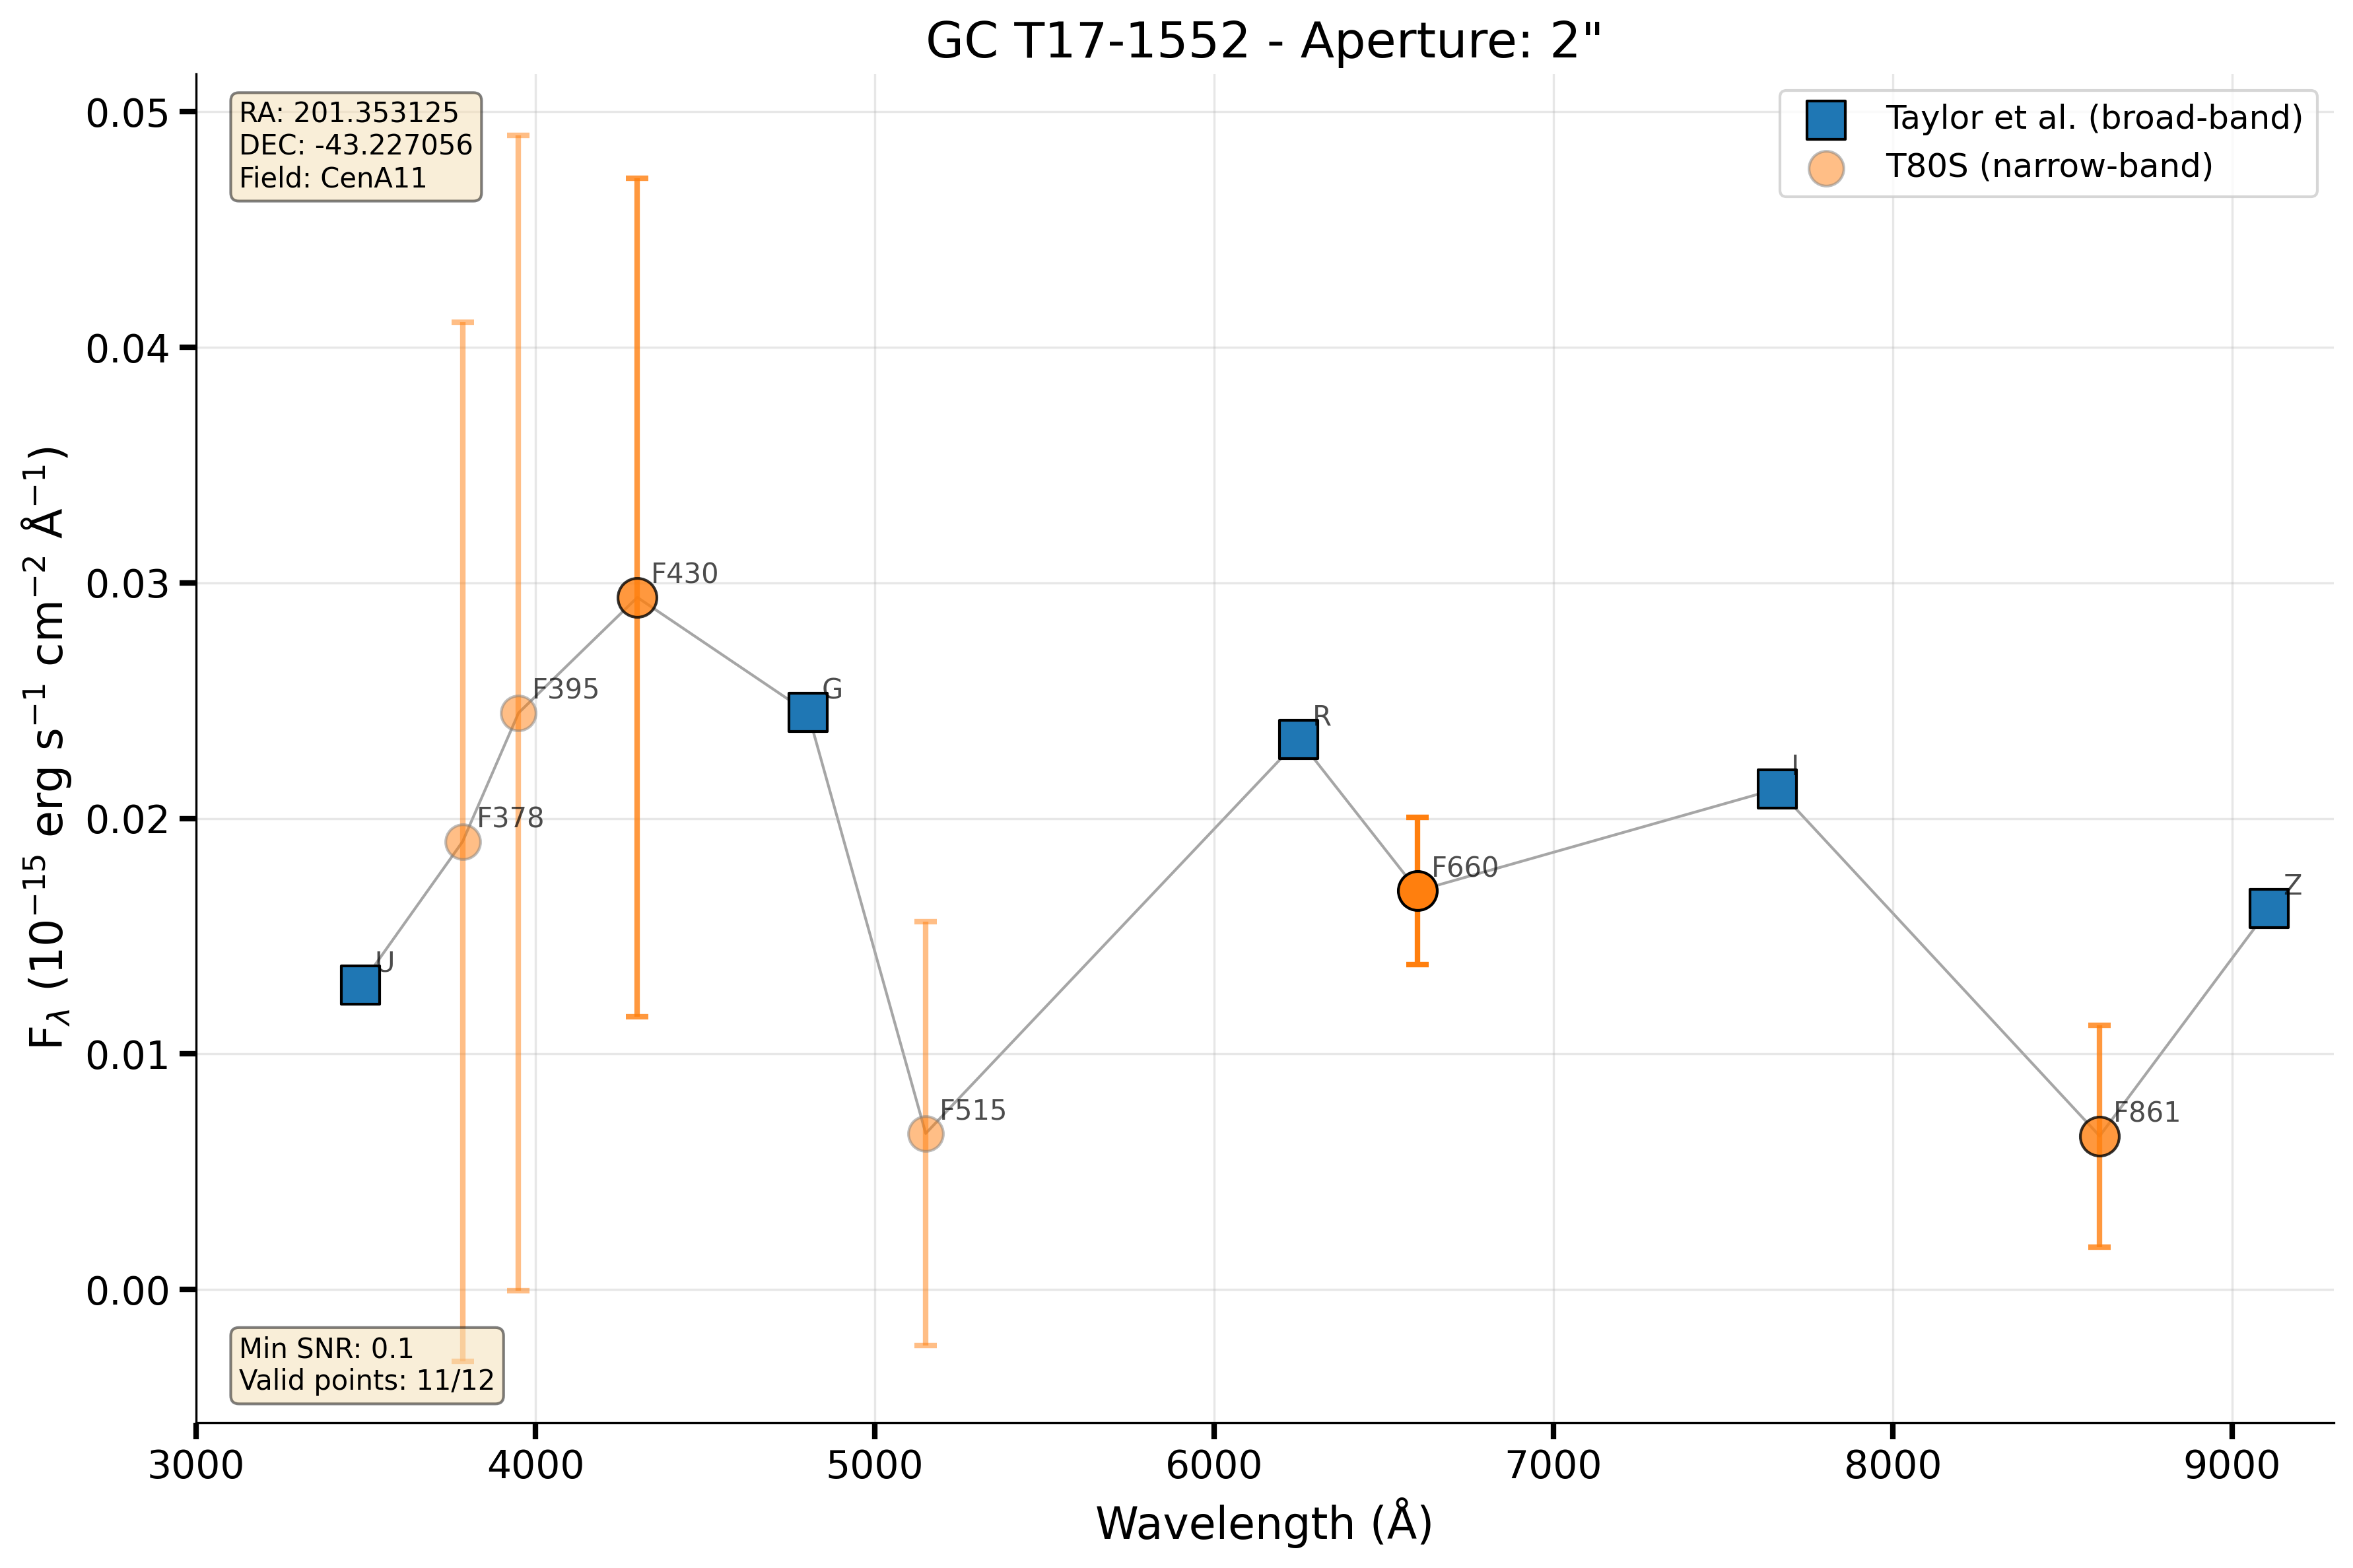 GC T17-1552 - Aperture: 2"
RA: 201.353125
DEC: -43.227056
Field: CenA11
Taylor et al. (broad-band)
T80S (narrow-band)
0.05
0.04
0.03
0.02
0.01
0.00
F$_{λ}$ (10$^{−15}$ erg s$^{−1}$ cm$^{−2}$ Å$^{−1}$)
U
F378
F395
F430
G
F515
R
F660
I
F861
Z
Min SNR: 0.1
Valid points: 11/12
3000 4000 5000 6000 7000 8000 9000
Wavelength (Å)